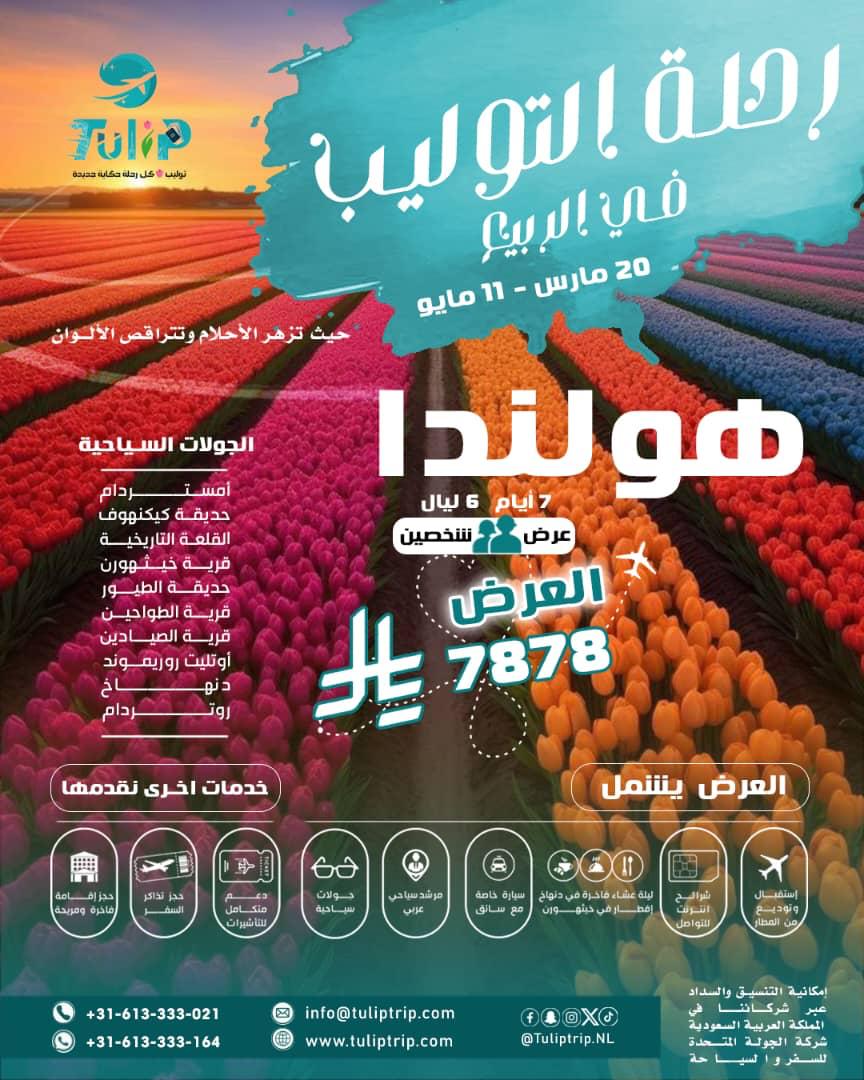 TuliP
توليب كل رحلة حكاية جديدة
رحلة التوليب
في الربيع
20 مارس - 11 مايو
حيث تزهر الأحلام وتتراقص الألوان
هولندا
7 أيام 6 ليال
عرض شخصين
العرض
7878
الجولات السياحية
أمستردام
حديقة كيكنهوف
القلعة التاريخية
قرية خيثهورن
حديقة الطيور
قرية الطواحين
قرية الصيادين
أوتليت روريموند
دنهاخ
روتردام
العرض يشمل
إستقبال
وتوديع
من المطار
شرائح
انترنت
للتواصل
ليلة عشاء فاخرة في دنهاخ
إفطار في خيثهورن
سيارة خاصة
مع سائق
مرشد سياحي
عربي
جولات
سياحية
خدمات اخرى نقدمها
TICKET
دعم
متكامل
للتأشيرات
حجز تذاكر
السفر
حجز إقامة
فاخرة ومريحة
إمكانية التنسيق والسداد
عبر شركائنا في
المملكة العربية السعودية
شركة الجولة المتحدة
للسفر والسياحة
@Tuliptrip.NL
info@tuliptrip.com
www.tuliptrip.com
+31-613-333-021
+31-613-333-164